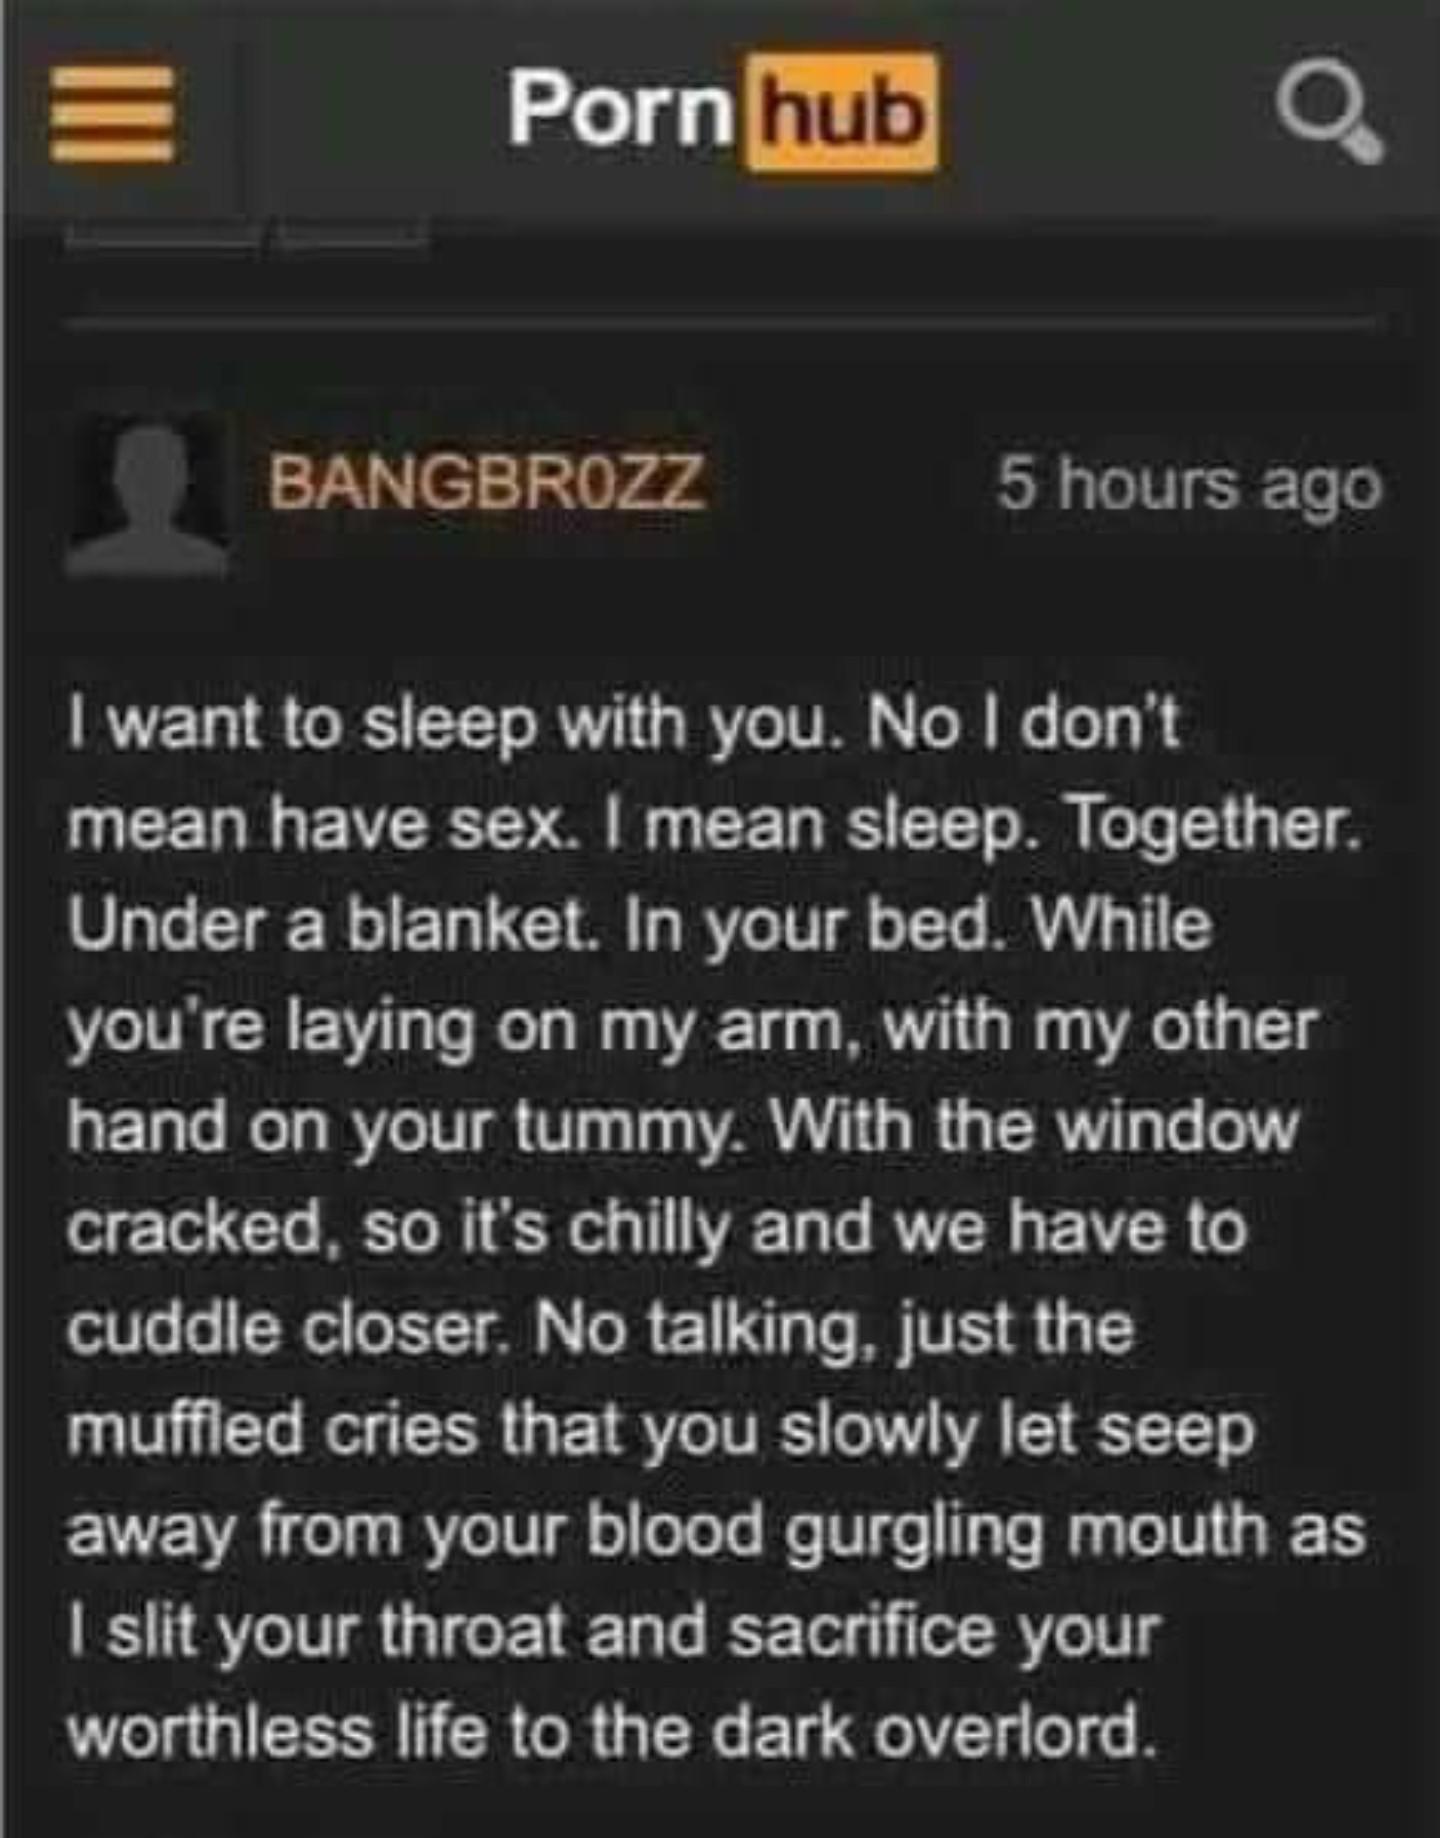 Pornhub
BANGBR0ZZ
5 hours ago
I want to sleep with you. No I don't
mean have sex. I mean sleep. Together.
Under a blanket. In your bed. While
you're laying on my arm, with my other
hand on your tummy. With the window
cracked, so it's chilly and we have to
cuddle closer. No talking, just the
muffled cries that you slowly let seep
away from your blood gurgling mouth as
I slit your throat and sacrifice your
worthless life to the dark overlord.